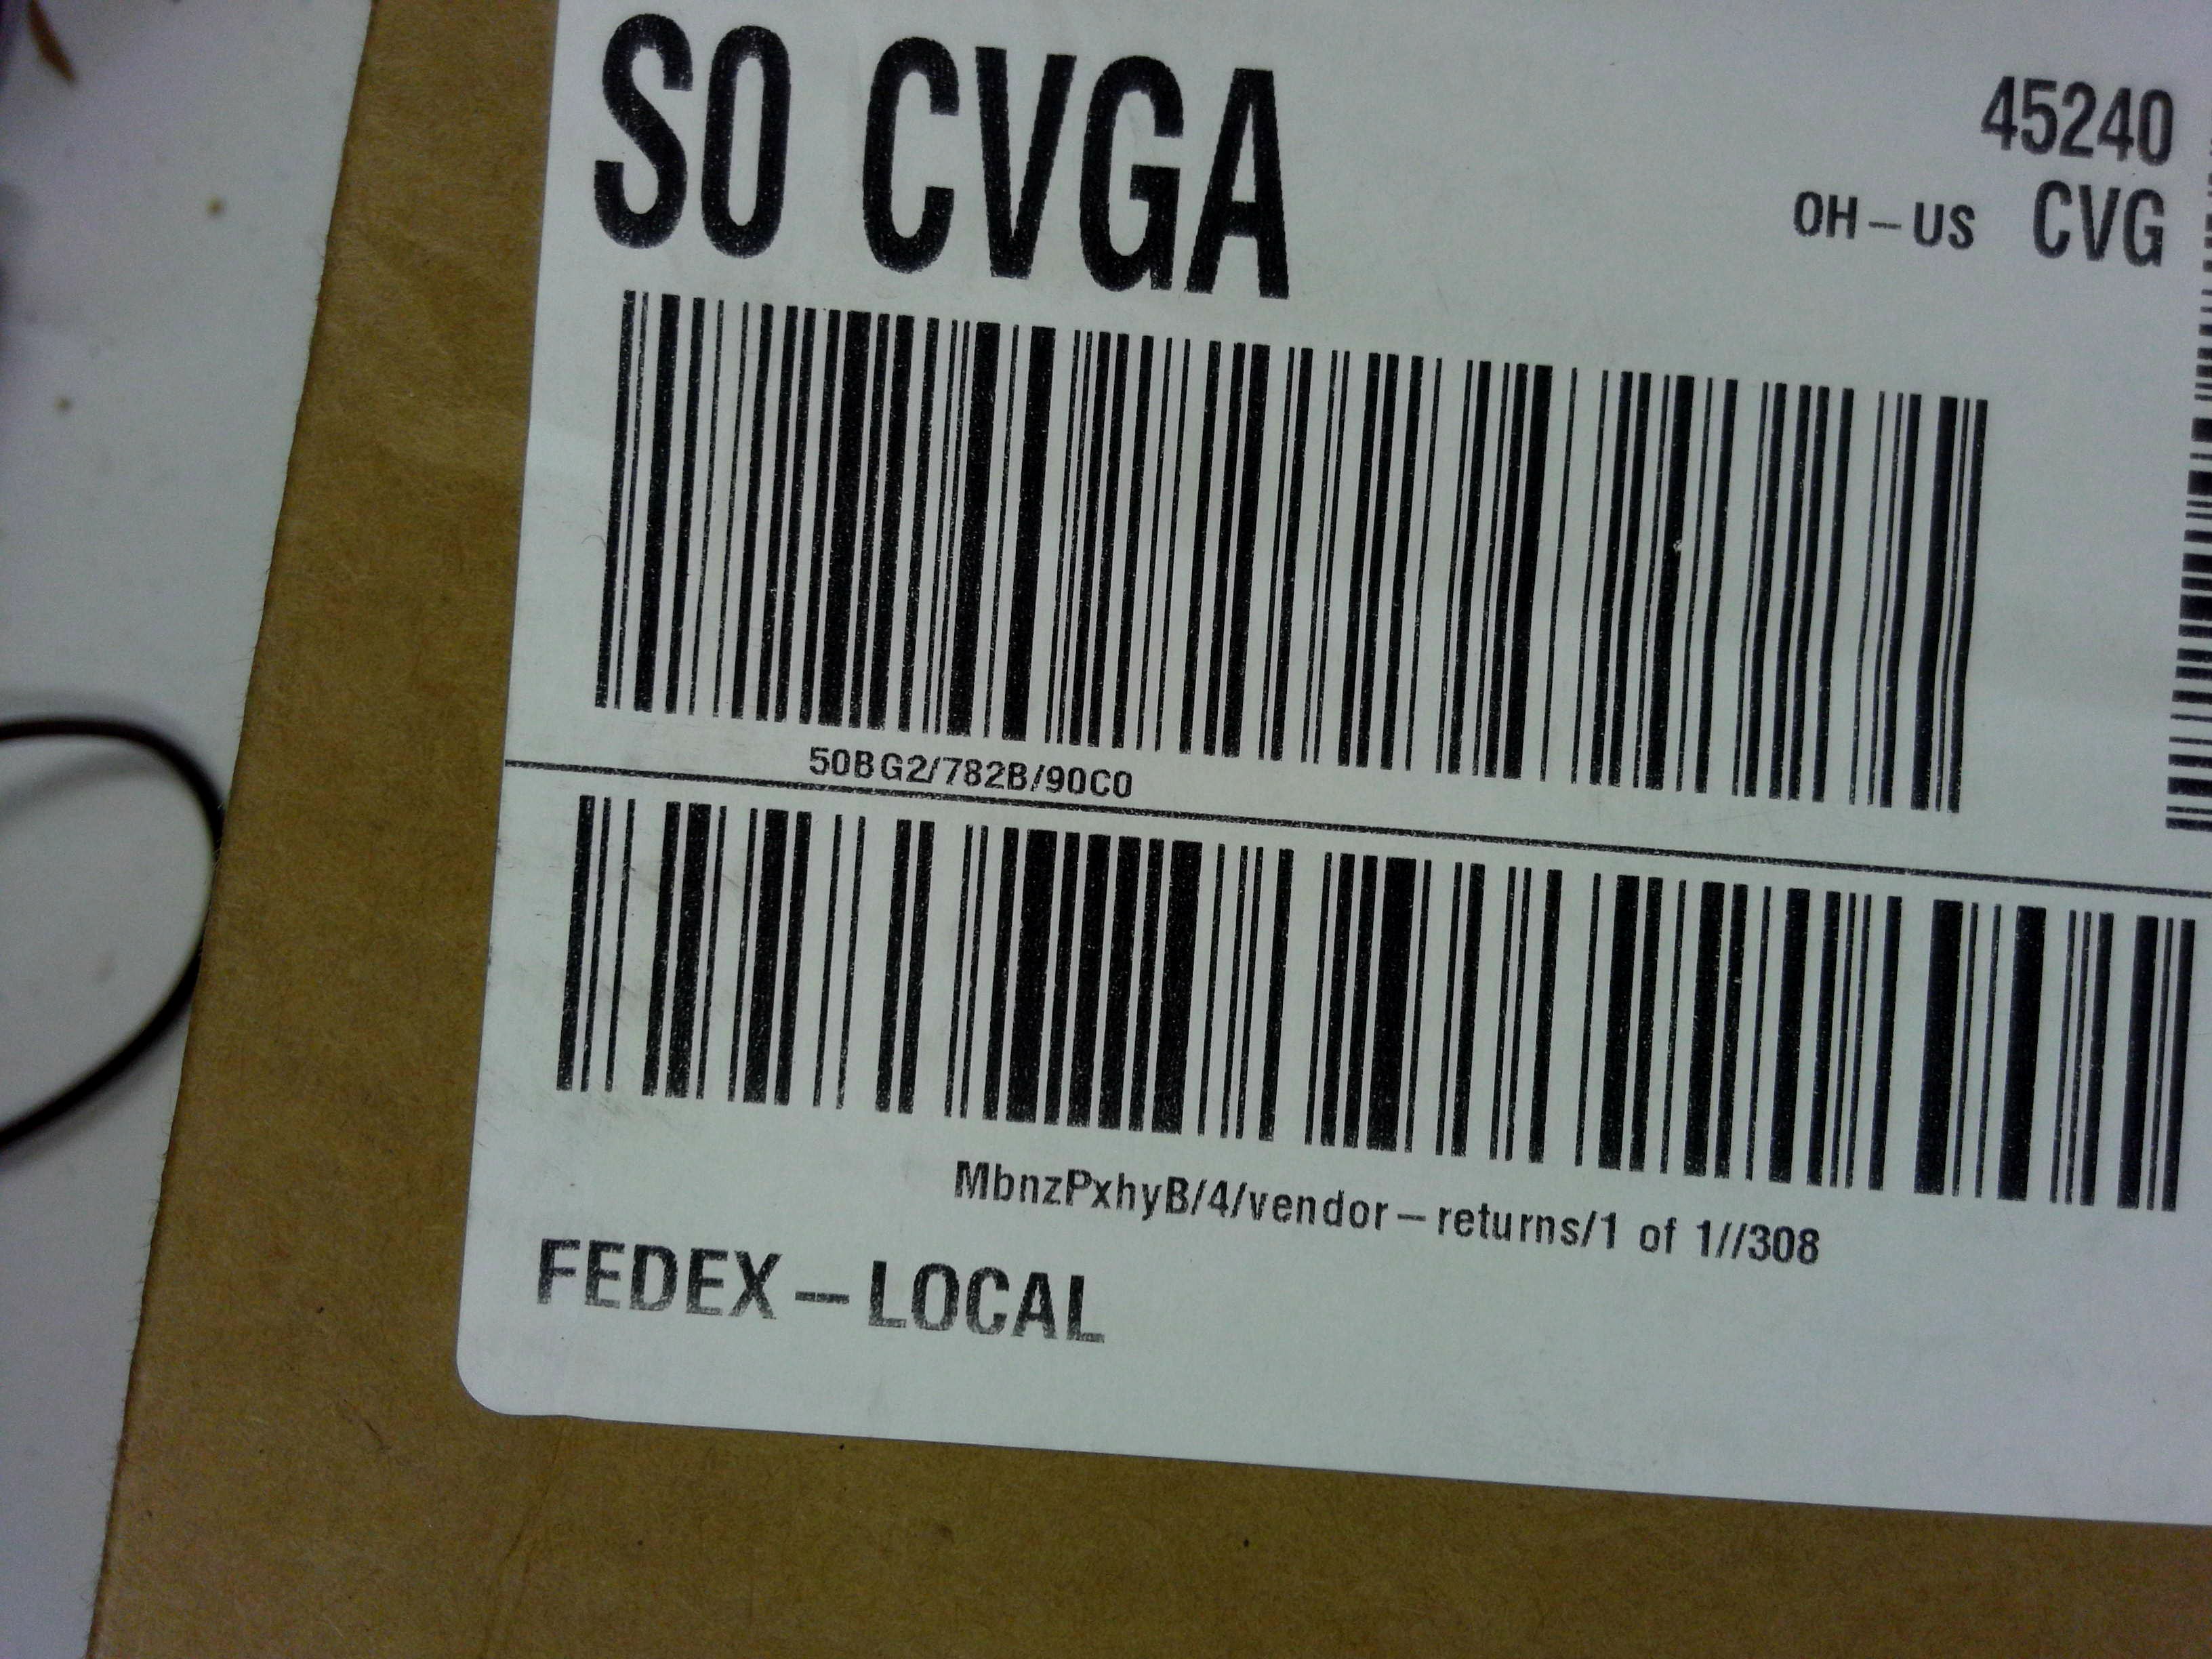 SO CVGA
45240
OH-US CVG
50BG2/782B/90C0
MbnzPxhyB/4/vendor-returns/1 of 1//308
FEDEX-LOCAL